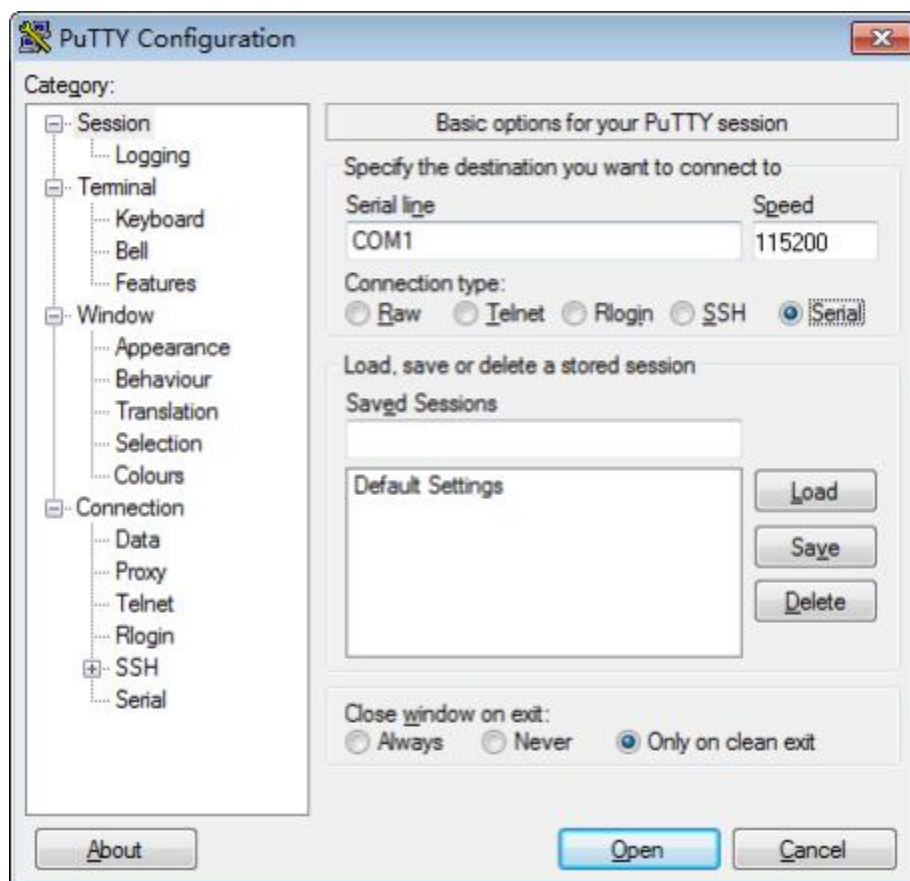 PuTTY Configuration
Category:
Session
Logging
Terminal
Keyboard
Bell
Features
Window
Appearance
Behaviour
Translation
Selection
Colours
Connection
Data
Proxy
Telnet
Rlogin
SSH
Serial
Basic options for your PuTTY session
Specify the destination you want to connect to
Serial line Speed
COM1 115200
Connection type:
Raw Telnet Rlogin SSH Serial
Load, save or delete a stored session
Saved Sessions
Default Settings
Load
Save
Delete
Close window on exit:
Always Never Only on clean exit
About Open Cancel